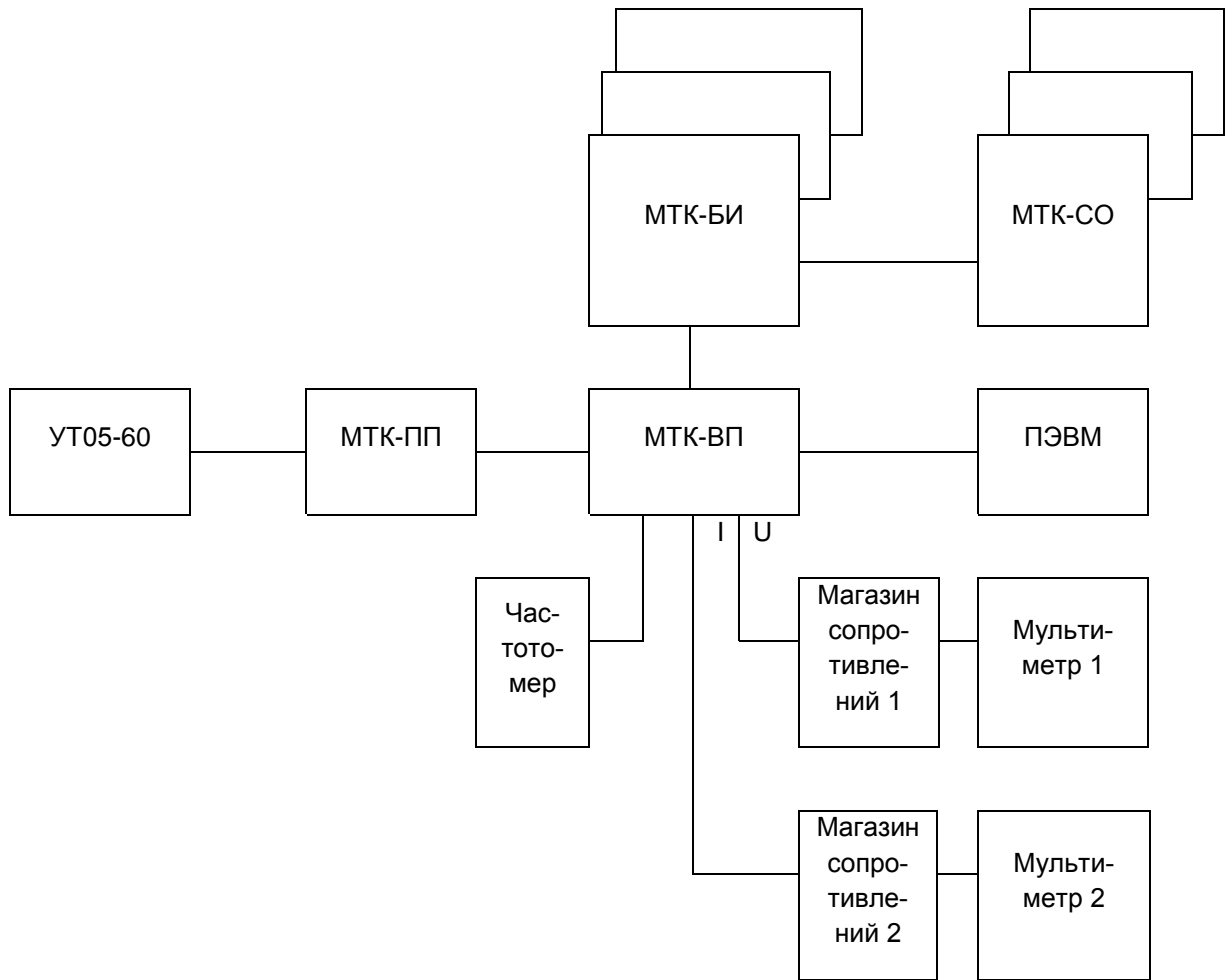 МТК-БИ
МТК-СО
УТ05-60
МТК-ПП
МТК-ВП
ПЭВМ
I
U
Час-
тото-
мер
Магазин
сопро-
тивле-
ний 1
Мульти-
метр 1
Магазин
сопро-
тивле-
ний 2
Мульти-
метр 2